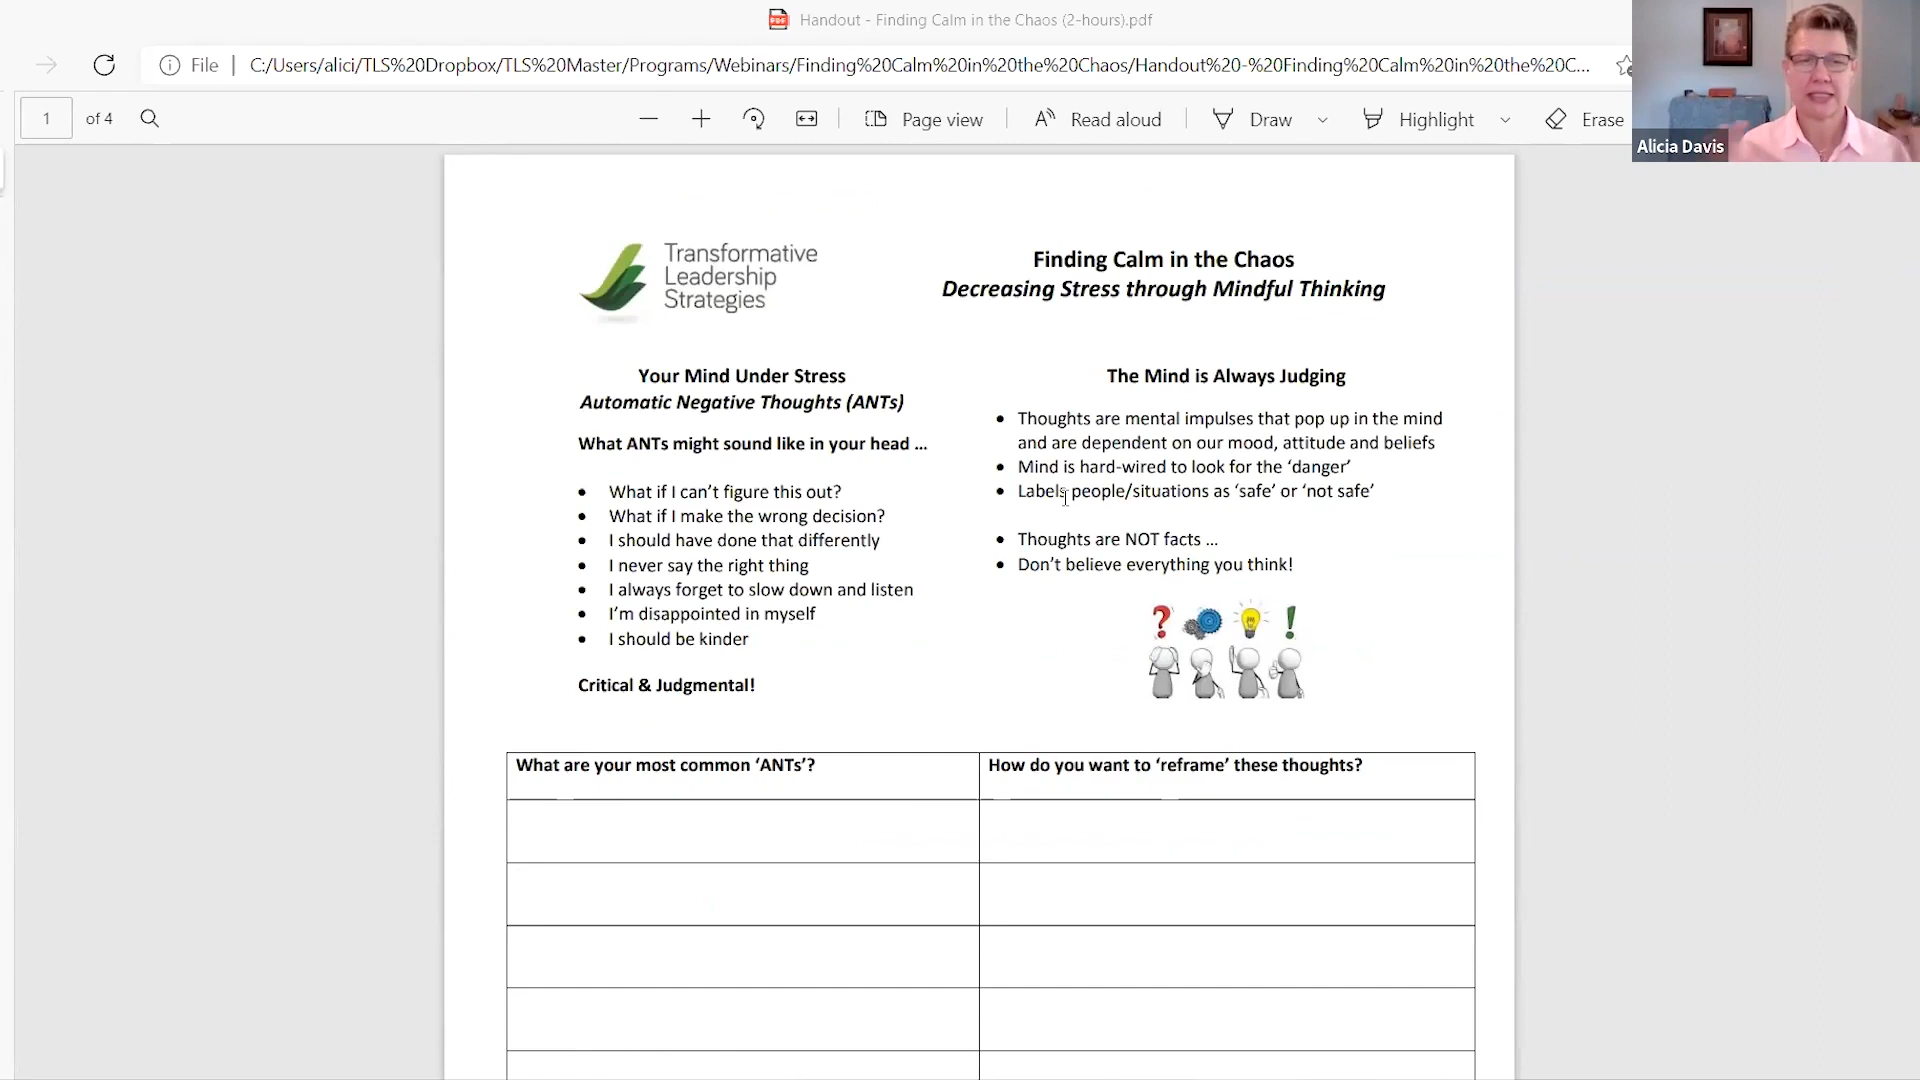 Handout - Finding Calm in the Chaos (2-hours).pdf
File | C:/Users/alici/TLS%20Dropbox/TLS%20Master/Programs/Webinars/Finding%20Calm%20in%20the%20Chaos/Handout%20-%20Finding%20Calm%20in%20the%20C...
1 of 4 Page view Read aloud Draw Highlight Erase
Alicia Davis
Transformative
Leadership
Strategies
Finding Calm in the Chaos
Decreasing Stress through Mindful Thinking
Your Mind Under Stress
Automatic Negative Thoughts (ANTs)
What ANTs might sound like in your head ...
• What if I can't figure this out?
• What if I make the wrong decision?
• I should have done that differently
• I never say the right thing
• I always forget to slow down and listen
• I'm disappointed in myself
• I should be kinder
Critical & Judgmental!
The Mind is Always Judging
• Thoughts are mental impulses that pop up in the mind
and are dependent on our mood, attitude and beliefs
• Mind is hard-wired to look for the 'danger'
• Labels people/situations as 'safe' or 'not safe'
• Thoughts are NOT facts ...
• Don't believe everything you think!
What are your most common 'ANTs'?
How do you want to 'reframe' these thoughts?